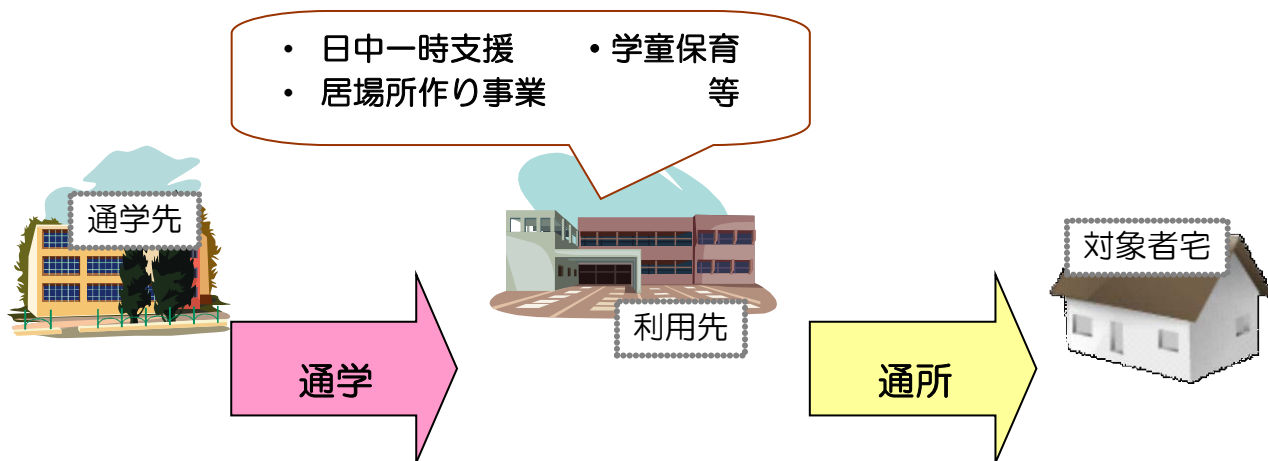 ・ 日中一時支援 ・学童保育
・ 居場所作り事業 等
通学先
対象者宅
利用先
通学
通所